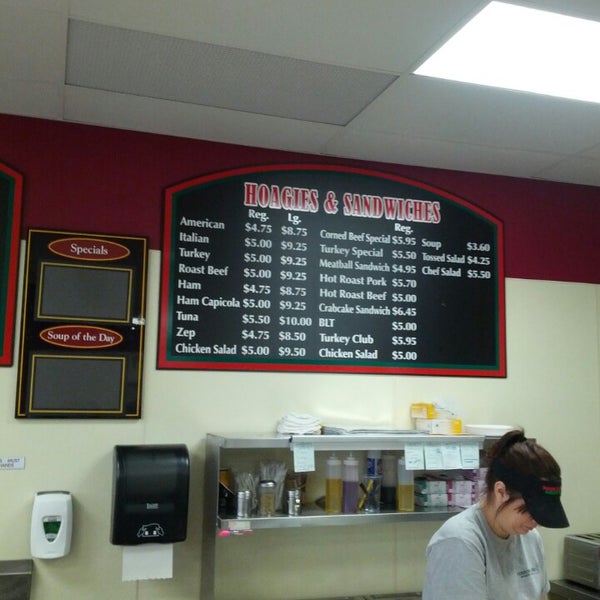 HOAGIES & SANDWICHES
Reg. Lg.
American $4.75 $8.75
Italian $5.00 $9.25
Turkey $5.00 $9.25
Roast Beef $5.00 $9.25
Ham $4.75 $8.75
Ham Capicola $5.00 $9.25
Tuna $5.50 $10.00
Zep $4.75 $8.50
Chicken Salad $5.00 $9.50
Reg.
Corned Beef Special $5.95
Turkey Special $5.50
Meatball Sandwich $4.95
Hot Roast Pork $5.70
Hot Roast Beef $5.00
Crabcake Sandwich $6.45
BLT $5.00
Turkey Club $5.95
Chicken Salad $5.00
Soup $3.60
Tossed Salad $4.25
Chef Salad $5.50
Specials
Soup of the Day
MUST
HANDS